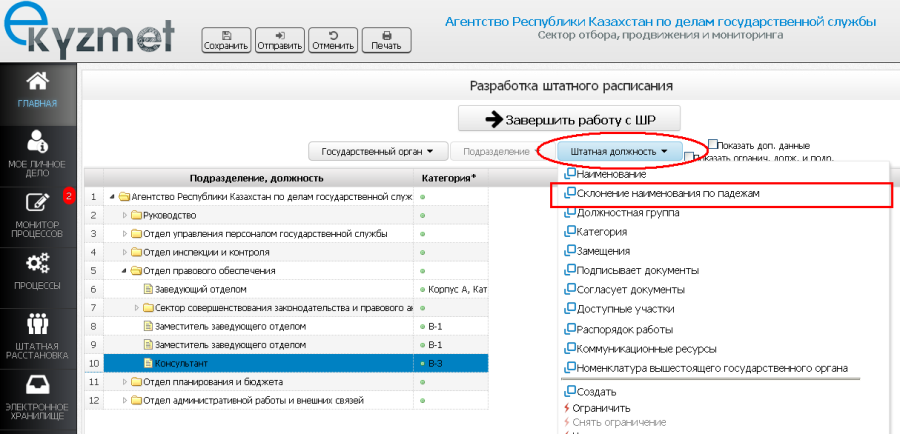 ekyzmet
Сохранить
Отправить
Отменить
Печать
Агентство Республики Казахстан по делам государственной службы
Сектор отбора, продвижения и мониторинга
ГЛАВНАЯ
МОЕ ЛИЧНОЕ
ДЕЛО
2
МОНИТОР
ПРОЦЕССОВ
ПРОЦЕССЫ
ШТАТНАЯ
РАССТАНОВКА
ЭЛЕКТРОННОЕ
ХРАНИЛИЩЕ
Разработка штатного расписания
Завершить работу с ШР
Государственный орган
Подразделение
Штатная должность
Показать доп. данные
Показать огранич. долж. и подр.
Подразделение, должность Категория*
1 Агентство Республики Казахстан по делам государственной служ
2 Руководство
3 Отдел управления персоналом государственной службы
4 Отдел инспекции и контроля
5 Отдел правового обеспечения
6 Заведующий отделом Корпус А, Кат
7 Сектор совершенствования законодательства и правового ан
8 Заместитель заведующего отделом В-1
9 Заместитель заведующего отделом В-1
10 Консультант В-3
11 Отдел планирования и бюджета
12 Отдел административной работы и внешних связей
Наименование
Склонение наименования по падежам
Должностная группа
Категория
Замещения
Подписывает документы
Согласует документы
Доступные участки
Распорядок работы
Коммуникационные ресурсы
Номенклатура вышестоящего государственного органа
Создать
Ограничить
Снять ограничение